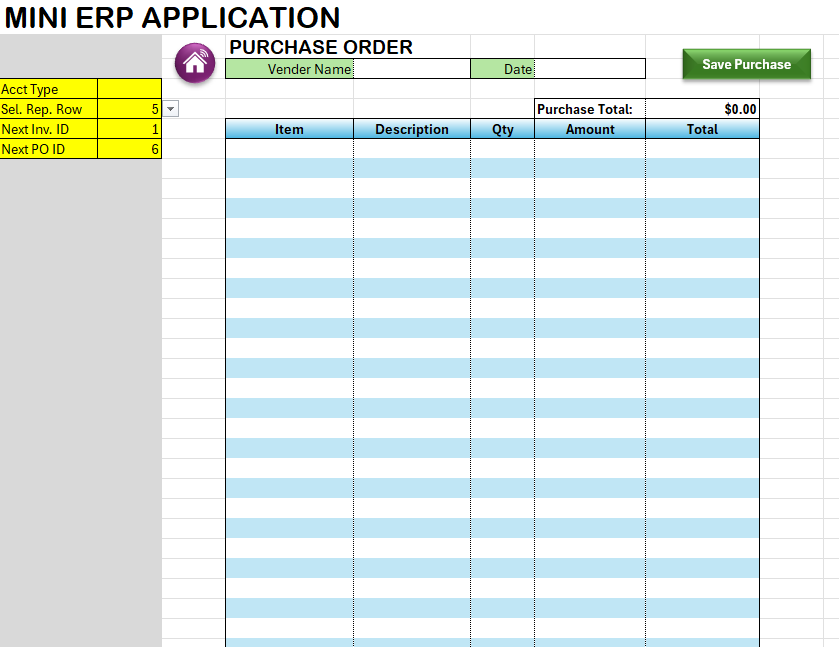 MINI ERP APPLICATION
PURCHASE ORDER
Vender Name Date
Save Purchase
Acct Type
Sel. Rep. Row 5
Purchase Total: $0.00
Next Inv. ID 1
Item Description Qty Amount Total
Next PO ID 6